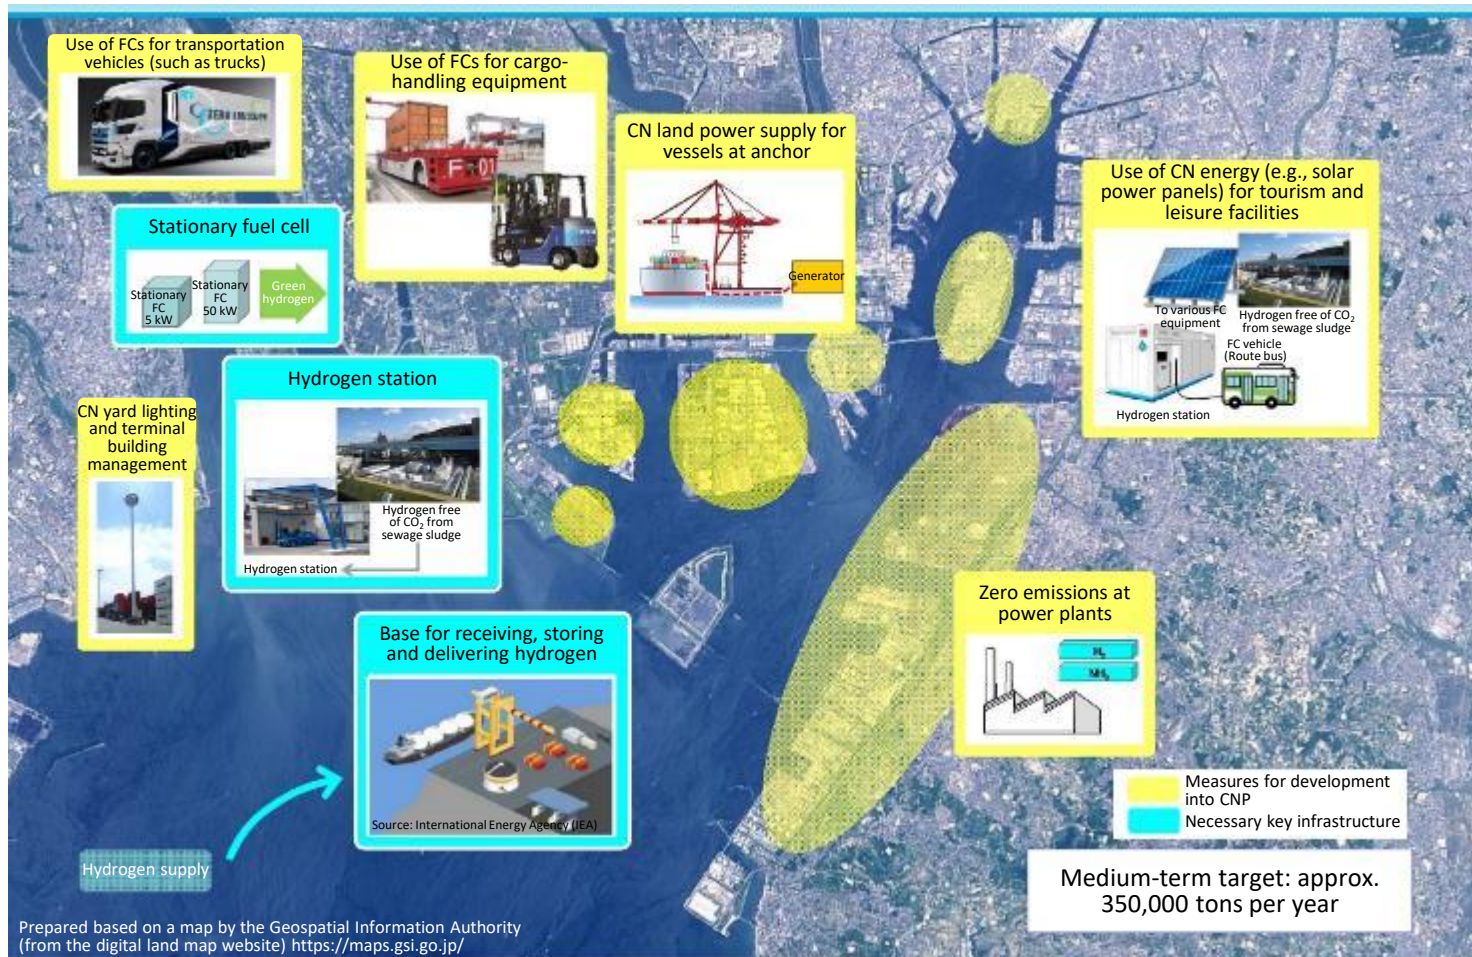 Use of FCs for transportation
vehicles (such as trucks)
Use of FCs for cargo-
handling equipment
F 01
CN land power supply for
vessels at anchor
Generator
Use of CN energy (e.g., solar
power panels) for tourism and
leisure facilities
To various FC
equipment
Hydrogen free of CO₂
from sewage sludge
FC vehicle
(Route bus)
Hydrogen station
Stationary fuel cell
Stationary
FC
5 kW
Stationary
FC
50 kW
Green
hydrogen
Hydrogen station
Hydrogen free
of CO₂ from
sewage sludge
Hydrogen station
CN yard lighting
and terminal
building
management
Base for receiving, storing
and delivering hydrogen
Source: International Energy Agency (IEA)
Zero emissions at
power plants
H₂
NH₃
Hydrogen supply
Measures for development
into CNP
Necessary key infrastructure
Medium-term target: approx.
350,000 tons per year
Prepared based on a map by the Geospatial Information Authority
(from the digital land map website) https://maps.gsi.go.jp/